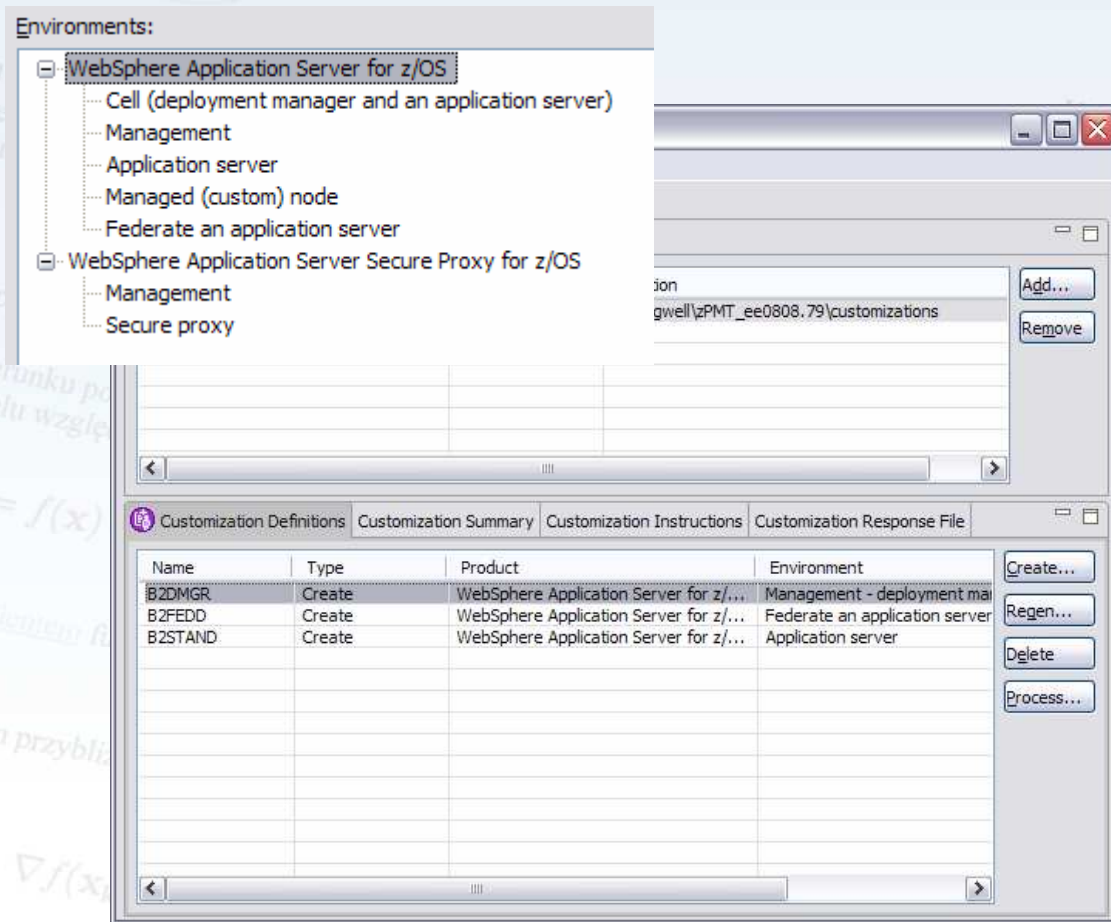 Environments:
WebSphere Application Server for z/OS
Cell (deployment manager and an application server)
Management
Application server
Managed (custom) node
Federate an application server
WebSphere Application Server Secure Proxy for z/OS
Management
Secure proxy
Add...
gwell\zPMT_ee0808.79\customizations
Remove
Customization Definitions Customization Summary Customization Instructions Customization Response File
Name Type Product Environment Create...
B2DMGR Create WebSphere Application Server for z/... Management - deployment mar
B2FEDD Create WebSphere Application Server for z/... Federate an application server Regen...
B2STAND Create WebSphere Application Server for z/... Application server
Delete
Process...
= f(x)
∇f(x